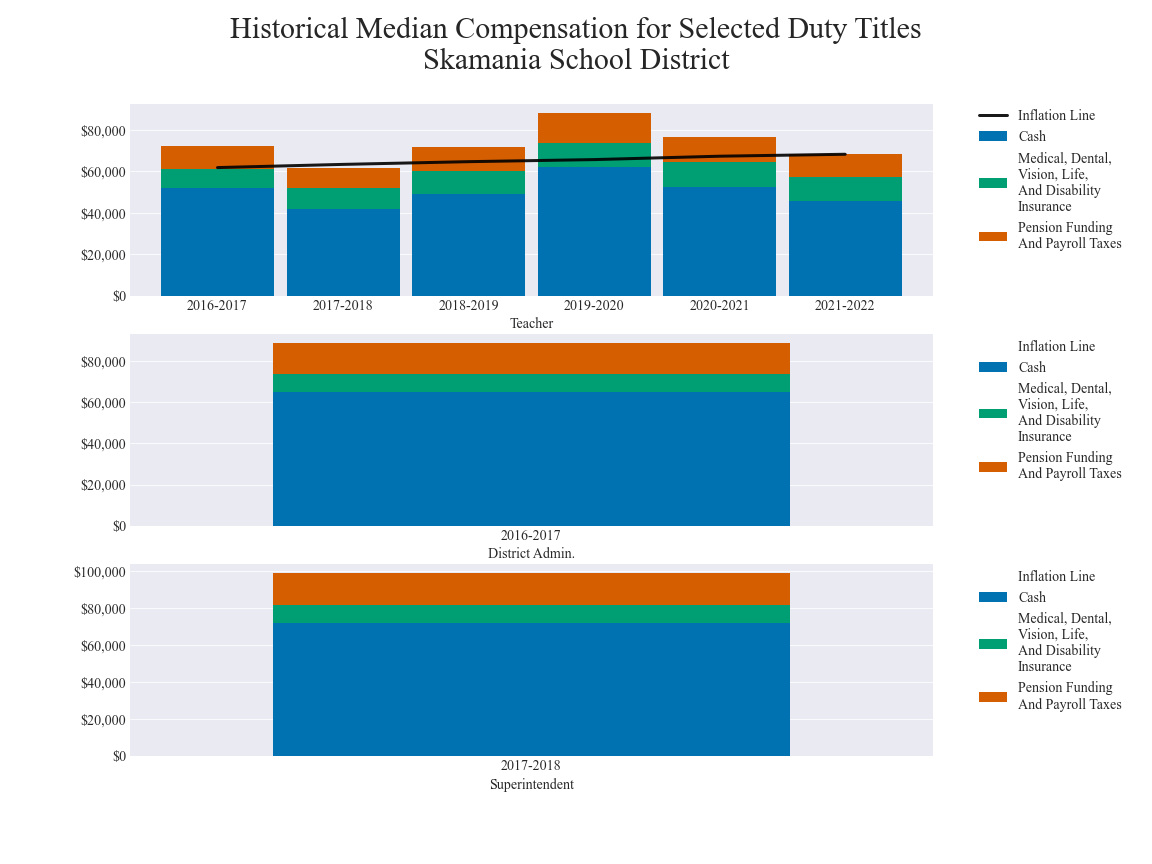 Historical Median Compensation for Selected Duty Titles
Skamania School District
$80,000
$60,000
$40,000
$20,000
$0
2016-2017
2017-2018
2018-2019
2019-2020
2020-2021
2021-2022
Teacher
Inflation Line
Cash
Medical, Dental,
Vision, Life,
And Disability
Insurance
Pension Funding
And Payroll Taxes
$80,000
$60,000
$40,000
$20,000
$0
2016-2017
District Admin.
Inflation Line
Cash
Medical, Dental,
Vision, Life,
And Disability
Insurance
Pension Funding
And Payroll Taxes
$100,000
$80,000
$60,000
$40,000
$20,000
$0
2017-2018
Superintendent
Inflation Line
Cash
Medical, Dental,
Vision, Life,
And Disability
Insurance
Pension Funding
And Payroll Taxes